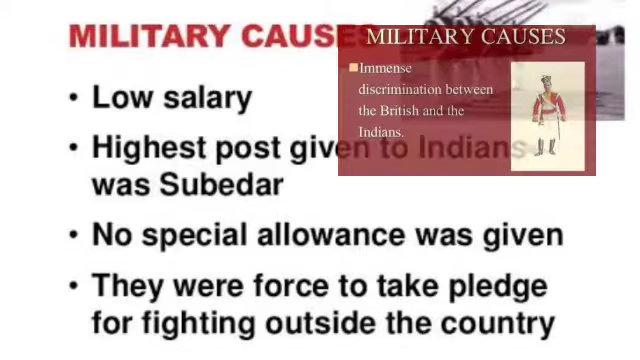 MILITARY CAUSES
• Low salary
• Highest post given to Indians
was Subedar
• No special allowance was given
• They were force to take pledge
for fighting outside the country
MILITARY CAUSES
Immense
discrimination between
the British and the
Indians.